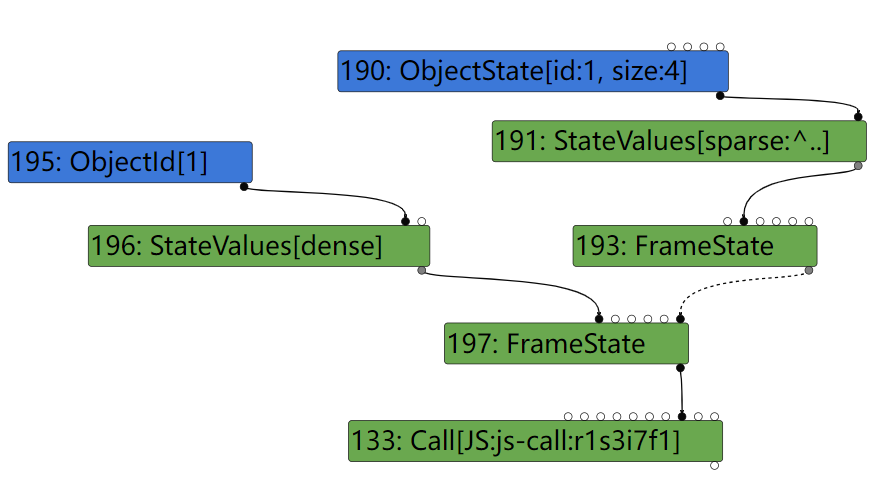 190: ObjectState[id:1, size:4]
191: StateValues[sparse:^..]
195: ObjectId[1]
196: StateValues[dense]
193: FrameState
197: FrameState
133: Call[JS:js-call:r1s3i7f1]